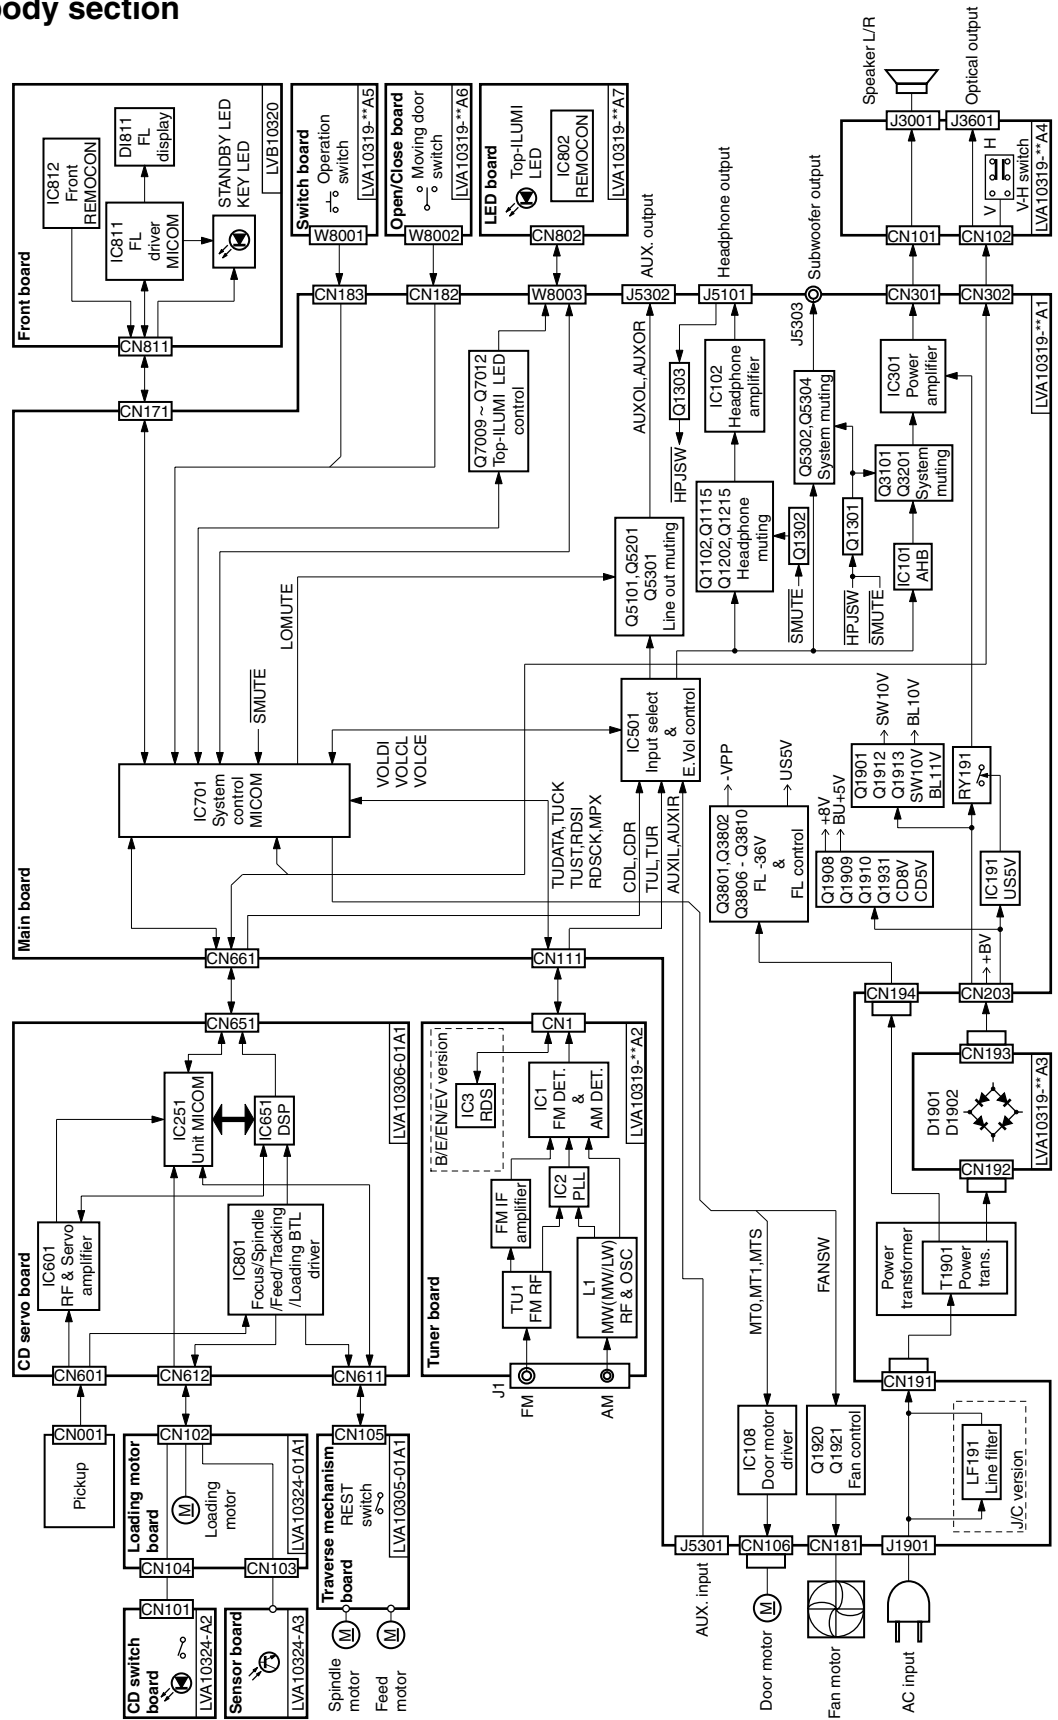 body section
Front board
IC812
Front
REMOCON
DI811
FL
display
IC811
FL
driver
MICOM
STANDBY LED
KEY LED
LVB10320
CN811
Switch board
Operation
switch
LVA10319-**A5
W8001
Open/Close board
Moving door
switch
LVA10319-**A6
W8002
LED board
Top-ILUMI
LED
IC802
REMOCON
LVA10319-**A7
CN802
Speaker L/R
Optical output
J3001
J3601
V
H
V-H switch
LVA10319-**A4
CN101
CN102
Main board
CN171
CN183
CN182
W8003
J5302
AUX. output
J5101
Headphone output
J5303
Subwoofer output
CN301
CN302
LVA10319-**A1
Q7009 ~ Q7012
Top-ILUMI LED
control
AUXOL,AUXOR
Q1303
HPJSW
IC102
Headphone
amplifier
Q5302,Q5304
System muting
IC301
Power
amplifier
Q1102,Q1115
Q1202,Q1215
Headphone
muting
Q1302
SMUTE
Q1301
HPJSW
SMUTE
Q3101
Q3201
System
muting
IC101
AHB
Q5101,Q5201
Q5301
Line out muting
LOMUTE
SMUTE
IC701
System
control
MICOM
VOLDI
VOLCL
VOLCE
IC501
Input select
&
E.Vol control
TUDATA,TUCK
TUST,RDSI
RDSCK,MPX
CDL,CDR
TUL,TUR
AUXIL,AUXIR
Q3801,Q3802
Q3806 - Q3810
FL -36V
&
FL control
-VPP
US5V
Q1908
Q1909
Q1910
Q1931
CD8V
CD5V
+8V
BU+5V
Q1901
Q1912
Q1913
SW10V
BL11V
SW10V
BL10V
RY191
IC191
US5V
+BV
CN661
CN111
CN194
CN203
CD servo board
CN651
IC251
Unit MICOM
IC651
DSP
LVA10306-01A1
IC601
RF & Servo
amplifier
IC801
Focus/Spindle
/Feed/Tracking
/Loading BTL
driver
CN601
CN612
CN611
Tuner board
CN1
B/E/EN/EV version
IC3
RDS
IC1
FM DET.
&
AM DET.
LVA10319-**A2
FM IF
amplifier
IC2
PLL
TU1
FM RF
L1
MW(MW/LW)
RF & OSC
J1
FM
AM
CN193
D1901
D1902
LVA10319-**A3
CN192
Power
transformer
T1901
Power
trans.
CN191
MT0,MT1,MTS
FANSW
IC108
Door motor
driver
Q1920
Q1921
Fan control
LF191
Line filter
J/C version
CN001
Pickup
CN102
Loading motor
board
Loading
motor
M
LVA10324-01A1
CN104
CN103
CN105
Traverse mechanism
board
REST
switch
LVA10305-01A1
CN101
CD switch
board
LVA10324-A2
Sensor board
LVA10324-A3
M
Spindle
motor
M
Feed
motor
J5301
AUX. input
CN106
M
Door motor
CN181
Fan motor
J1901
AC input